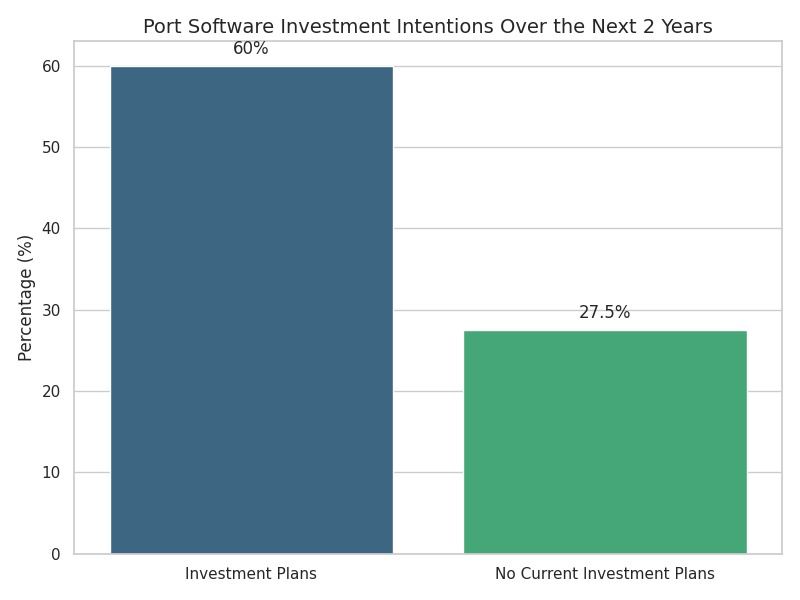 Port Software Investment Intentions Over the Next 2 Years
60%
27.5%
Percentage (%)
60
50
40
30
20
10
0
Investment Plans
No Current Investment Plans